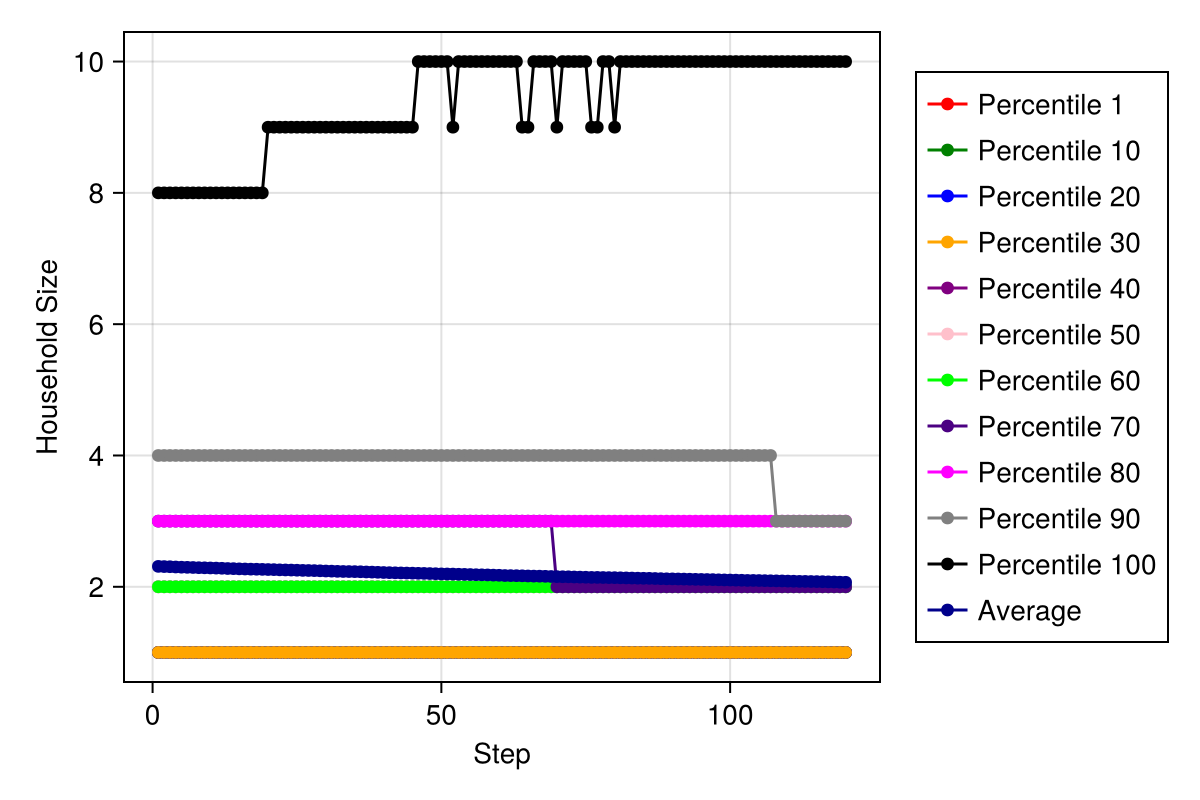 10
8
6
4
2
Household Size
0 50 100
Step
Percentile 1
Percentile 10
Percentile 20
Percentile 30
Percentile 40
Percentile 50
Percentile 60
Percentile 70
Percentile 80
Percentile 90
Percentile 100
Average